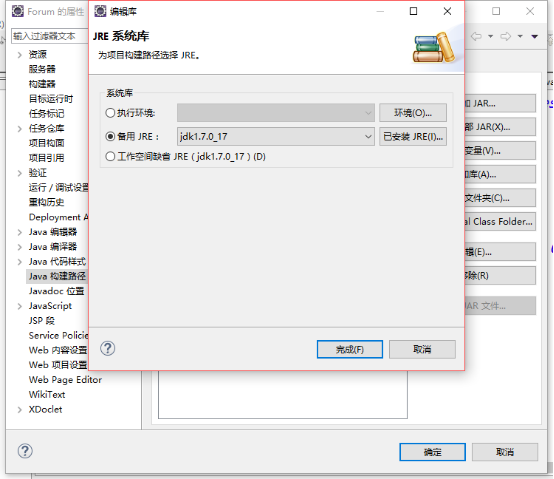 Forum 的属性
输入过滤器文本
资源
服务器
构建器
目标运行时
任务标记
任务仓库
项目构面
项目引用
验证
运行 / 调试设置
重构历史
Deployment A
Java 编辑器
Java 编译器
Java 代码样式
Java 构建路径
Javadoc 位置
JavaScript
JSP 段
Service Policie
Web 内容设置
Web 项目设置
Web Page Editor
WikiText
XDoclet
编辑库
JRE 系统库
为项目构建路径选择 JRE。
系统库
执行环境:
环境(O)...
备用 JRE：
jdk1.7.0_17
已安装 JRE(I)...
工作空间缺省 JRE ( jdk1.7.0_17 ) (D)
完成(F)
取消
JAR...
部 JAR(X)...
变量(V)...
加库(A)...
文件夹(C)...
al Class Folder...
辑(E)...
移除(R)
JAR 文件...
确定
取消